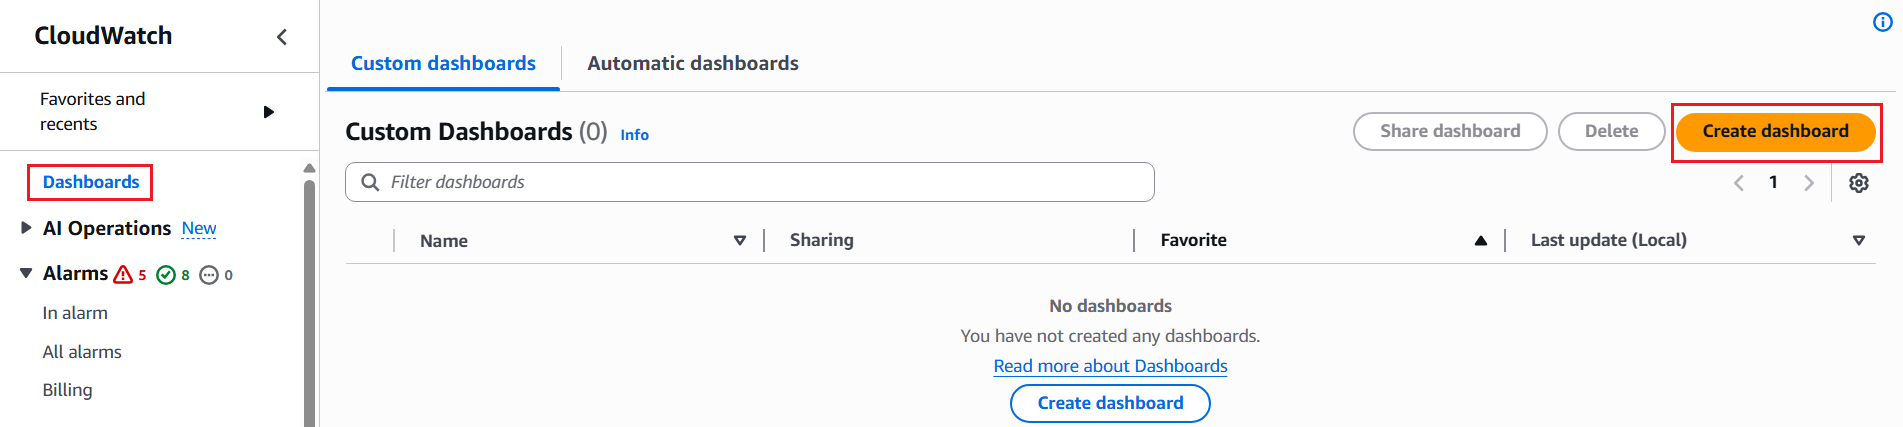 CloudWatch
Favorites and
recents
Dashboards
AI Operations New
Alarms 5 8 0
In alarm
All alarms
Billing
Custom dashboards
Automatic dashboards
Custom Dashboards (0) Info
Share dashboard
Delete
Create dashboard
Filter dashboards
1
Name
Sharing
Favorite
Last update (Local)
No dashboards
You have not created any dashboards.
Read more about Dashboards
Create dashboard